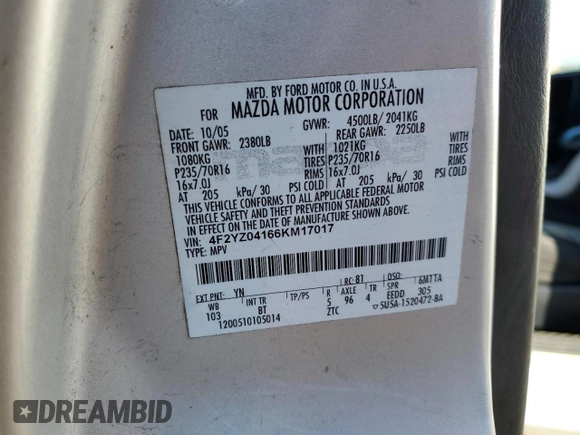 MFD. BY FORD MOTOR CO. IN U.S.A.
FOR MAZDA MOTOR CORPORATION
DATE: 10/05 GVWR: 4500LB/ 2041KG
FRONT GAWR: 2380LB REAR GAWR: 2250LB
1080KG WITH 1021KG WITH
P235/70R16 TIRES P235/70R16 TIRES
16x7.0J RIMS 16x7.0J RIMS
AT 205 kPa/ 30 PSI COLD AT 205 kPa/ 30 PSI COLD
THIS VEHICLE CONFORMS TO ALL APPLICABLE FEDERAL MOTOR
VEHICLE SAFETY AND THEFT PREVENTION STANDARDS
IN EFFECT ON THE DATE OF MANUFACTURE SHOWN ABOVE.
VIN: 4F2YZ04166KM17017
TYPE: MPV
EXT PNT: YN RC: 81 DSO:
WB INT TR TP/PS R AXLE TR SPR 6MTTA
103 BT 5 96 4 EEDD 305
1200510105014 ZTC 5U5A-1520472-BA
DREAMBID